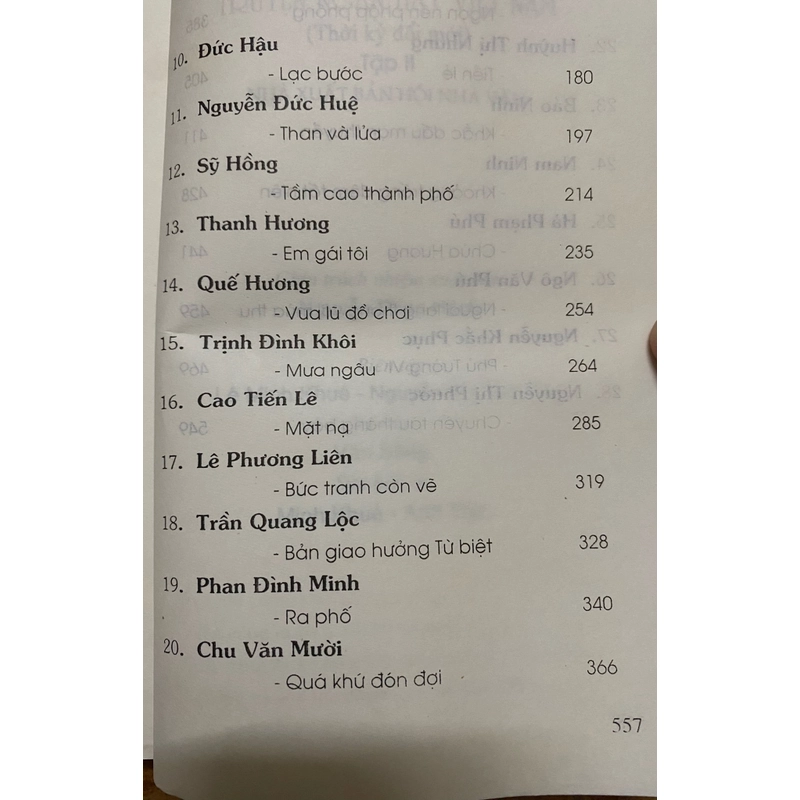 10. Đức Hậu
- Lạc bước 180
11. Nguyễn Đức Huệ
- Than và lửa 197
12. Sỹ Hồng
- Tầm cao thành phố 214
13. Thanh Hương
- Em gái tôi 235
14. Quế Hương
- Vua lũ đồ chơi 254
15. Trịnh Đình Khôi
- Mưa ngâu 264
16. Cao Tiến Lê
- Mặt nạ 285
17. Lê Phương Liên
- Bức tranh còn vẽ 319
18. Trần Quang Lộc
- Bản giao hưởng Từ biệt 328
19. Phan Đình Minh
- Ra phố 340
20. Chu Văn Mười
- Quá khứ đón đợi 366
557